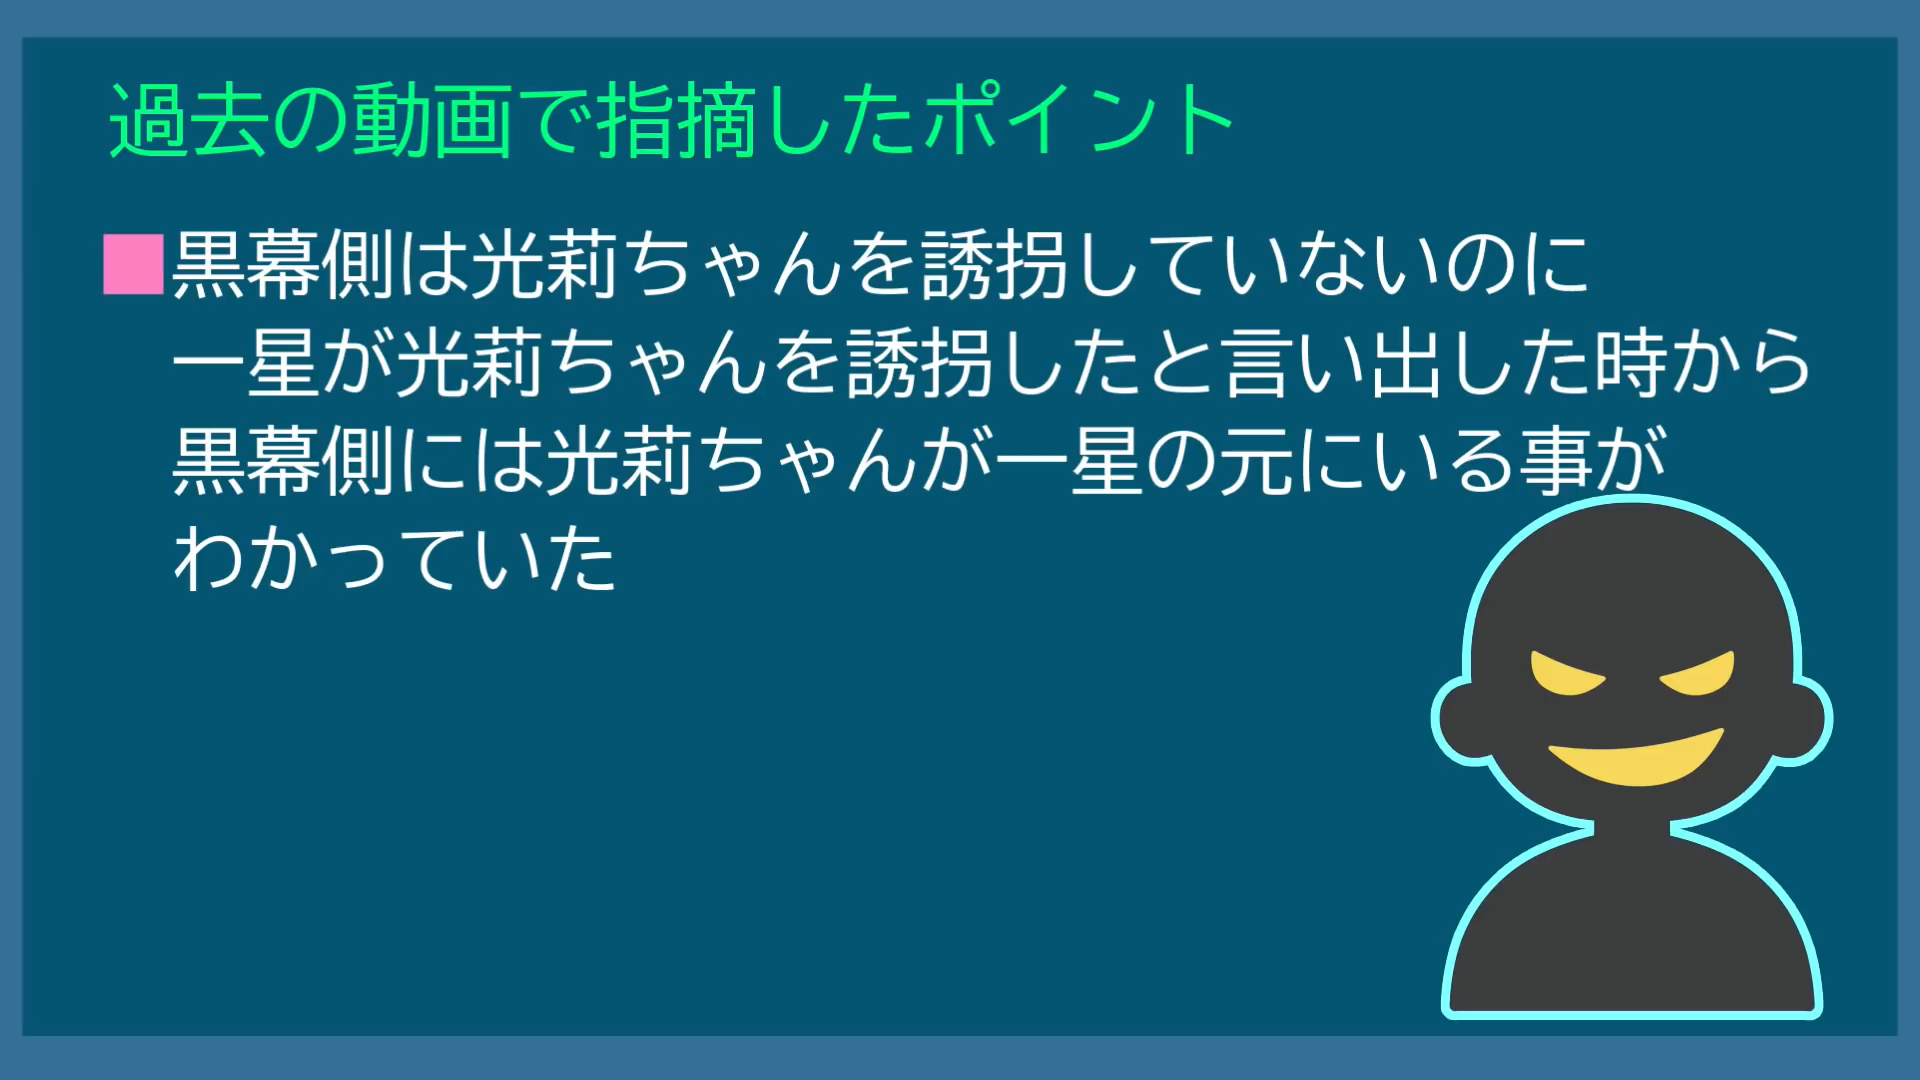 過去の動画で指摘したポイント
■黒幕側は光莉ちゃんを誘拐していないのに
一星が光莉ちゃんを誘拐したと言い出した時から
黒幕側には光莉ちゃんが一星の元にいる事が
わかっていた